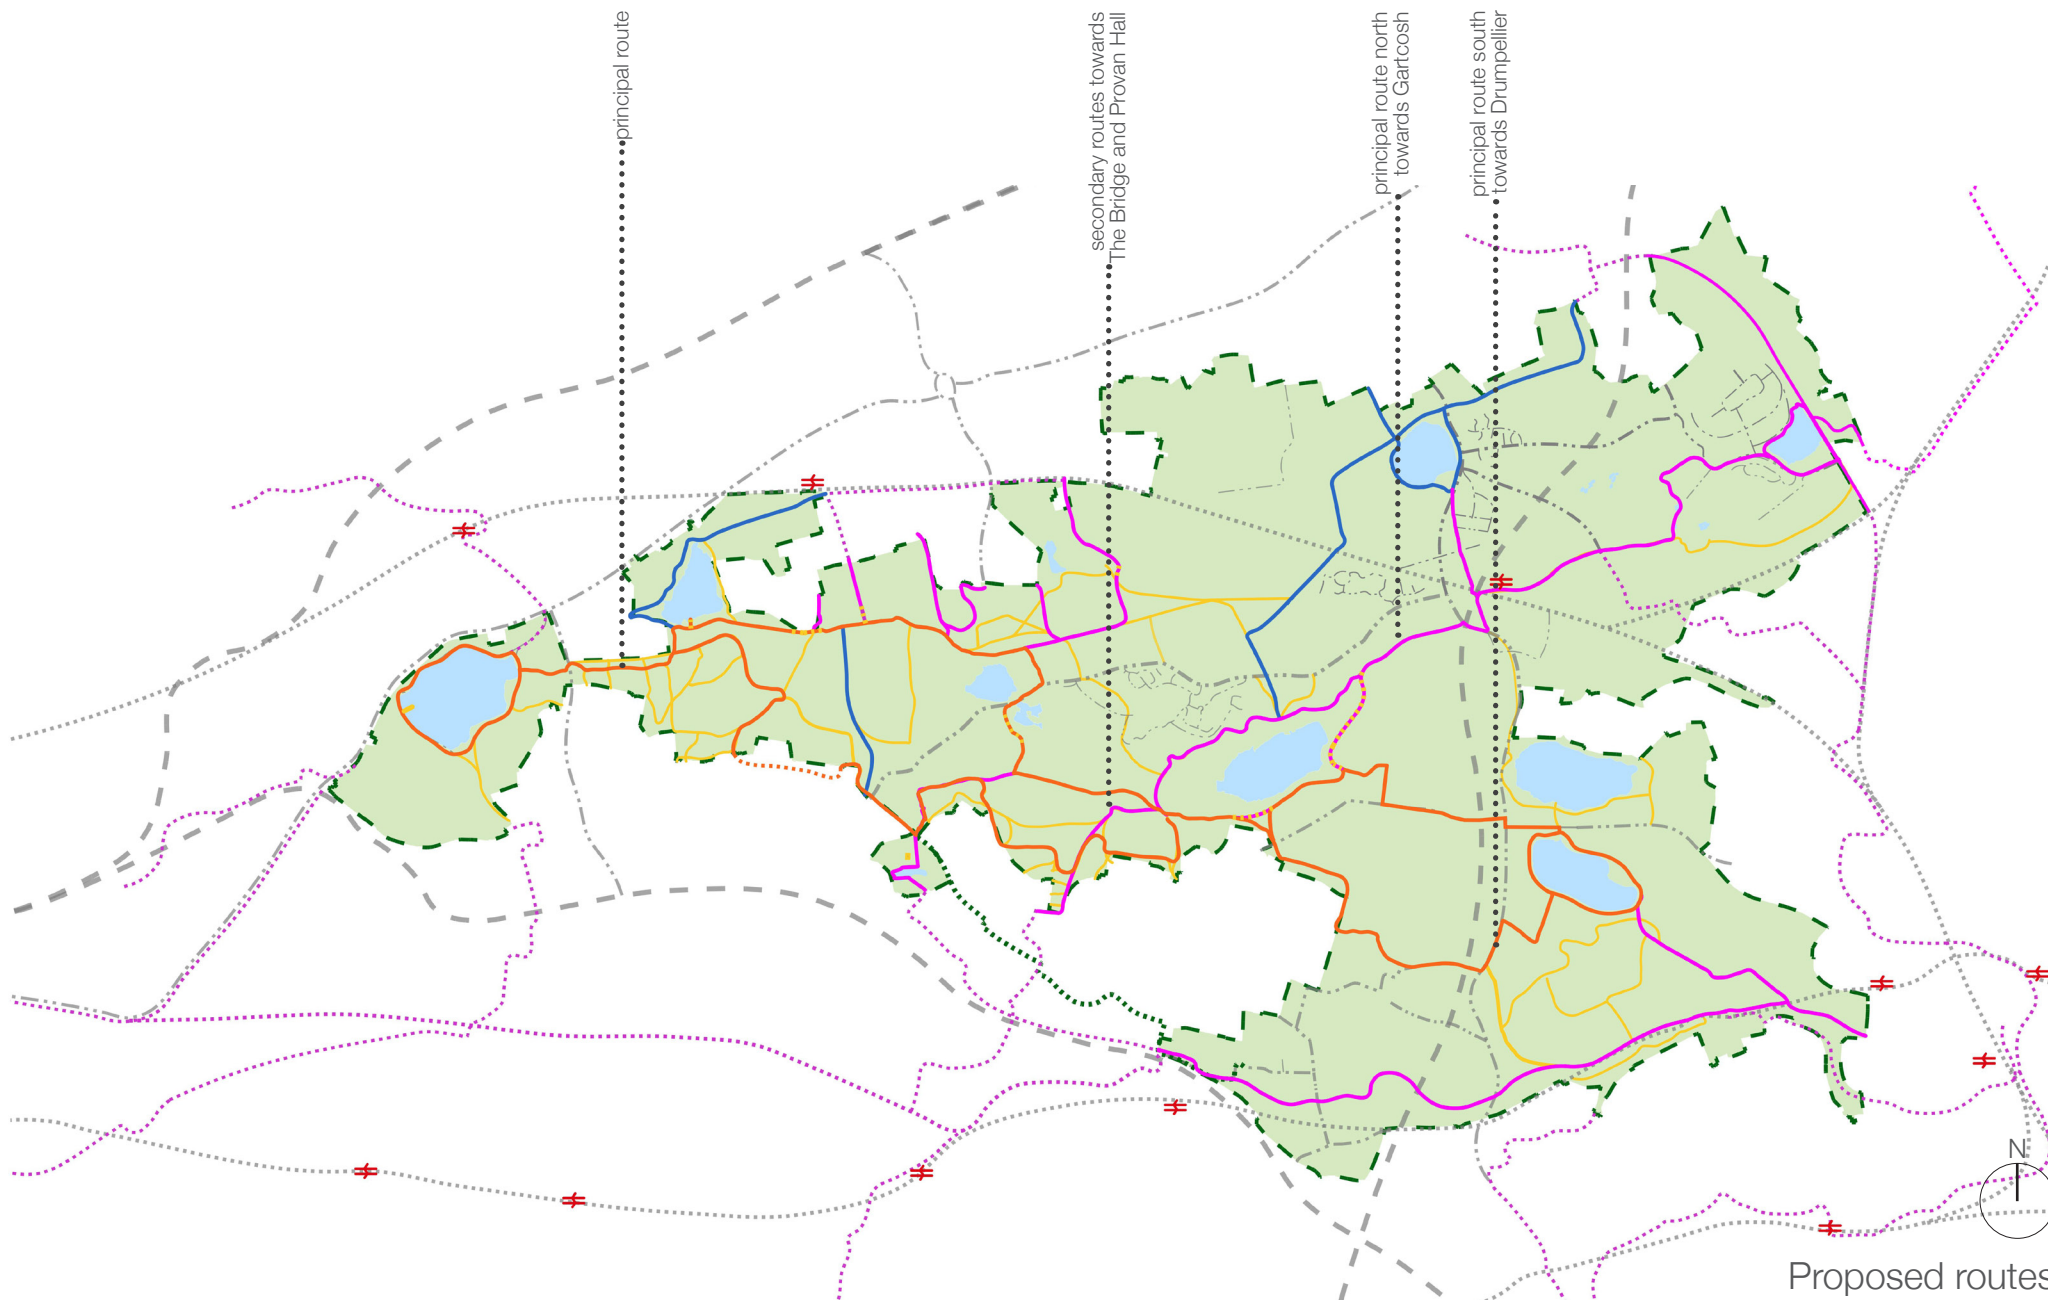 principal route
secondary routes towards
The Bridge and Provan Hall
principal route north
towards Gartcosh
principal route south
towards Drumpellier
N
Proposed routes